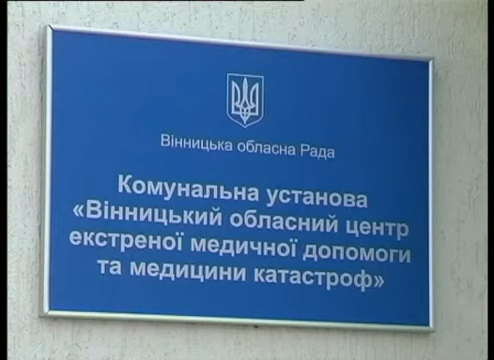 Вінницька обласна Рада
Комунальна установа
«Вінницький обласний центр
екстреної медичної допомоги
та медицини катастроф»